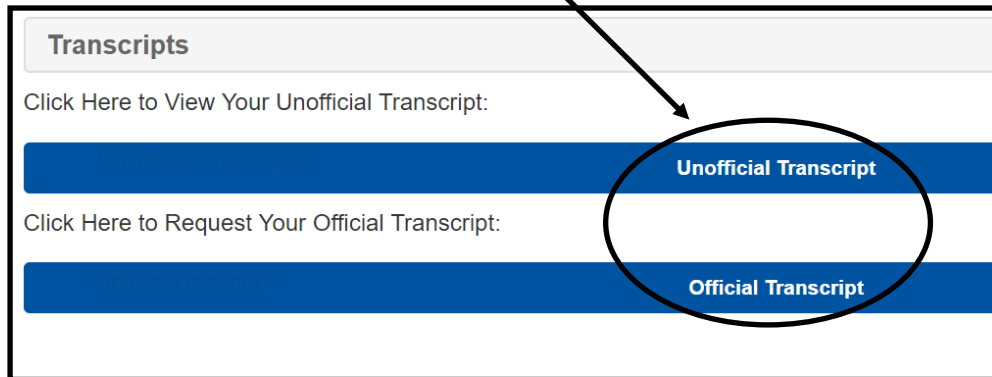 Transcripts
Click Here to View Your Unofficial Transcript:
Unofficial Transcript
Click Here to Request Your Official Transcript:
Official Transcript